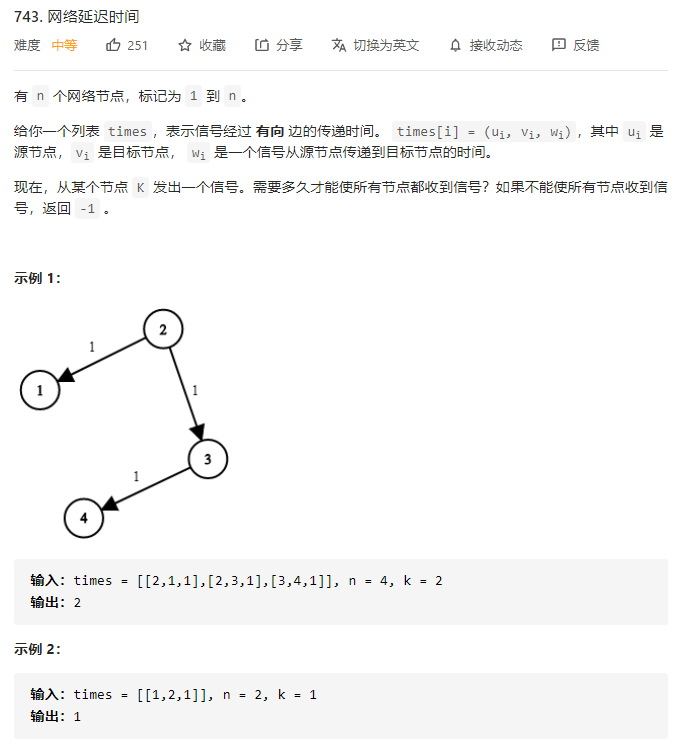 743. 网络延迟时间
难度 中等 251 收藏 分享 切换为英文 接收动态 反馈
有 n 个网络节点，标记为 1 到 n 。
给你一个列表 times，表示信号经过 有向 边的传递时间。 times[i] = (ui, vi, wi)，其中 ui 是
源节点， vi 是目标节点， wi 是一个信号从源节点传递到目标节点的时间。
现在，从某个节点 K 发出一个信号。需要多久才能使所有节点都收到信号？如果不能使所有节点收到信
号，返回 -1 。
示例 1：
2
1
1
1
3
1
4
输入：times = [[2,1,1],[2,3,1],[3,4,1]], n = 4, k = 2
输出：2
示例 2：
输入：times = [[1,2,1]], n = 2, k = 1
输出：1